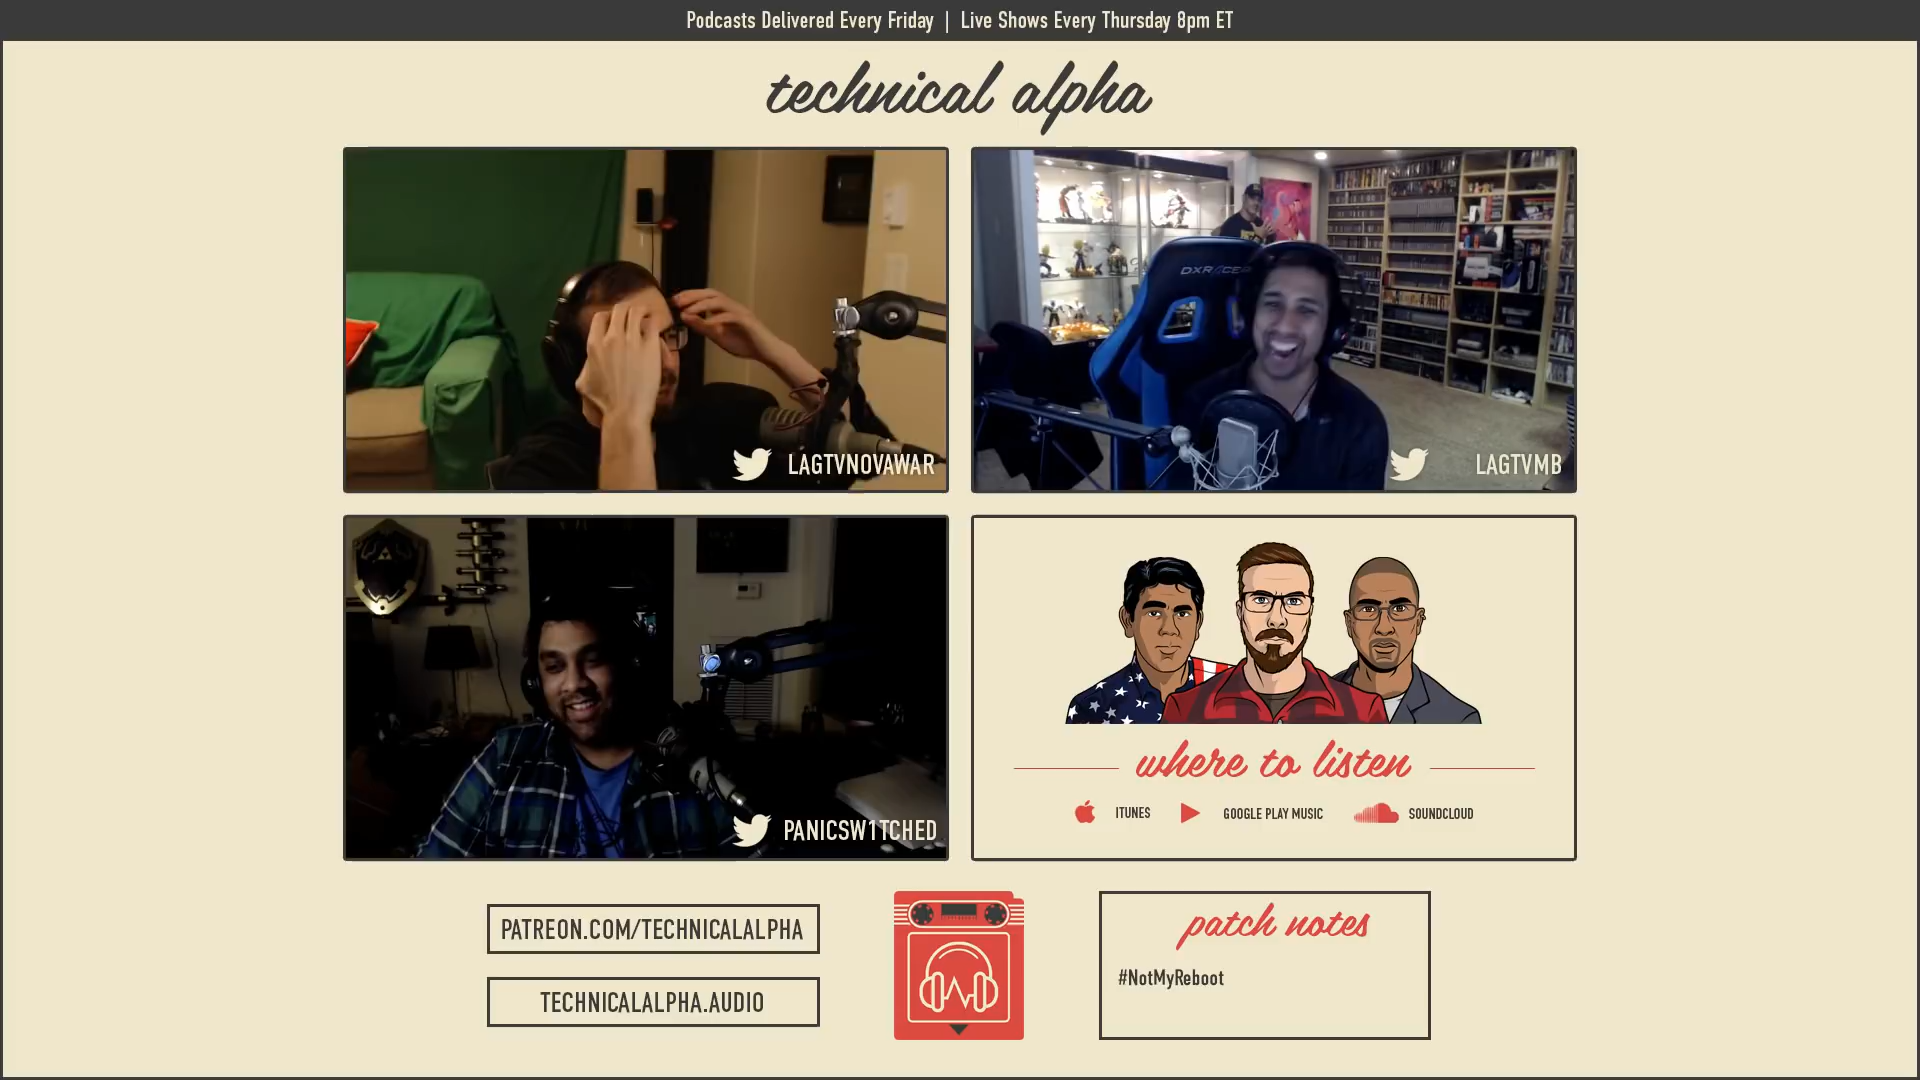 Podcasts Delivered Every Friday | Live Shows Every Thursday 8pm ET
technical alpha
DXRACER
LAGTVNOVAWAR
LAGTVMB
PANICSW1TCHED
where to listen
ITUNES
GOOGLE PLAY MUSIC
SOUNDCLOUD
PATREON.COM/TECHNICALALPHA
TECHNICALALPHA.AUDIO
patch notes
#NotMyReboot